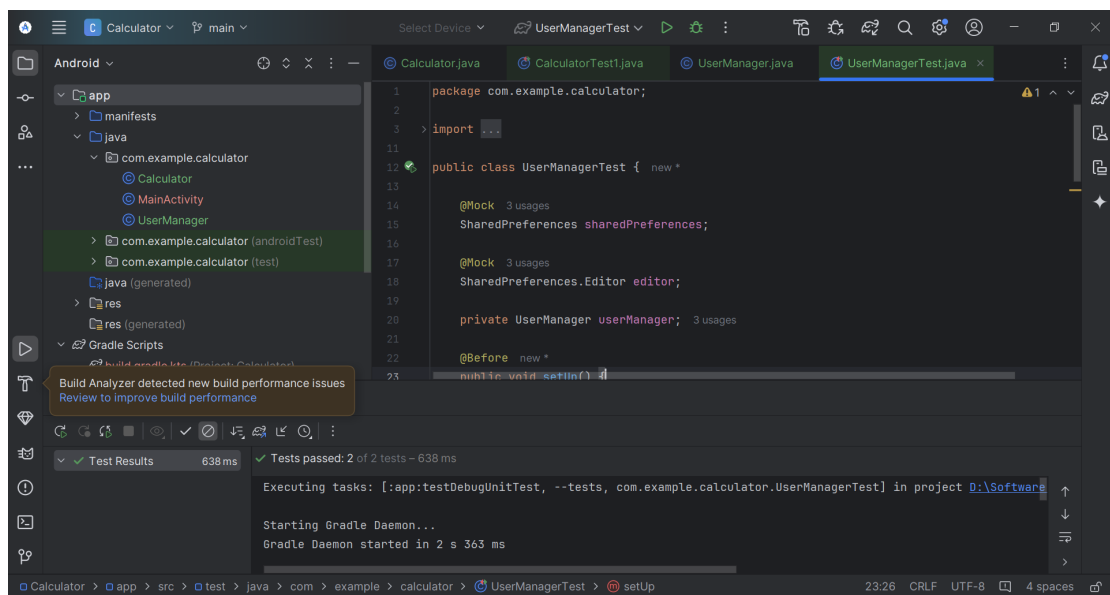 C Calculator main Select Device UserManagerTest
Android
Calculator.java CalculatorTest1.java UserManager.java UserManagerTest.java
app
manifests
java
com.example.calculator
Calculator
MainActivity
UserManager
com.example.calculator (androidTest)
com.example.calculator (test)
java (generated)
res
res (generated)
Gradle Scripts
build.gradle.kts (Project: Calculator)
1 package com.example.calculator;
2
3 import ...
11
12 public class UserManagerTest { new *
13
14 @Mock 3 usages
15 SharedPreferences sharedPreferences;
16
17 @Mock 3 usages
18 SharedPreferences.Editor editor;
19
20 private UserManager userManager; 3 usages
21
22 @Before new *
23 public void setUp() {
1
Build Analyzer detected new build performance issues
Review to improve build performance
Test Results 638 ms
Tests passed: 2 of 2 tests – 638 ms
Executing tasks: [:app:testDebugUnitTest, --tests, com.example.calculator.UserManagerTest] in project D:\Software
Starting Gradle Daemon...
Gradle Daemon started in 2 s 363 ms
Calculator > app > src > test > java > com > example > calculator > UserManagerTest > setUp 23:26 CRLF UTF-8 4 spaces